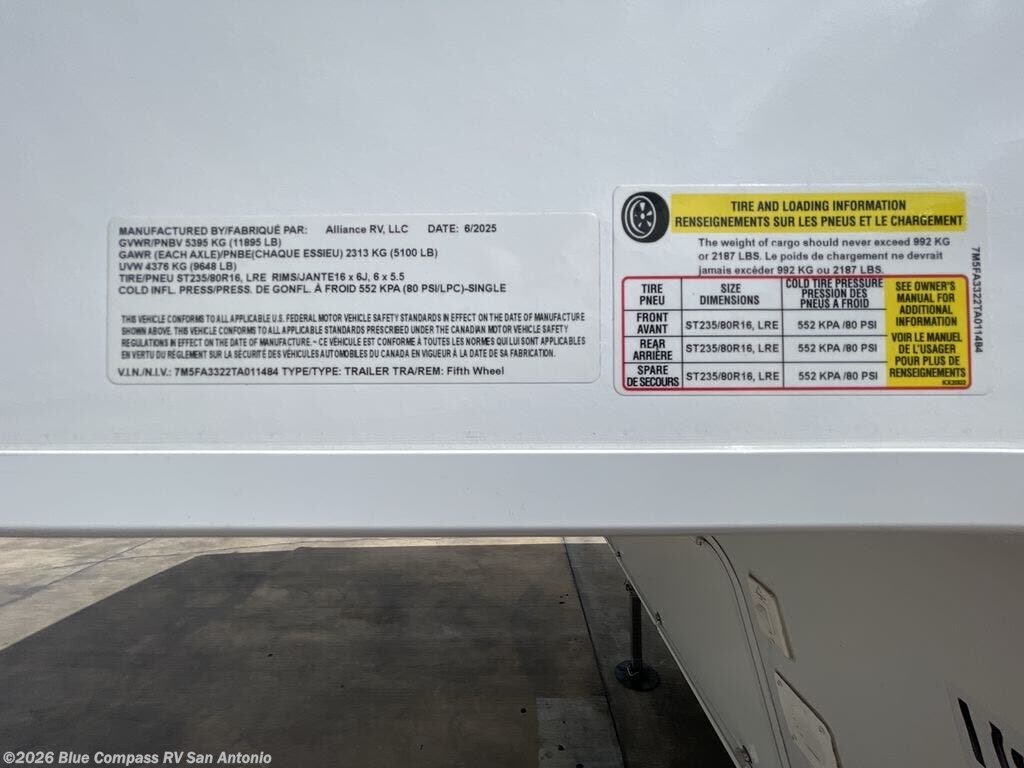 MANUFACTURED BY/FABRIQUÉ PAR: Alliance RV, LLC DATE: 6/2025
GVWR/PNBV 5395 KG (11895 LB)
GAWR (EACH AXLE)/PNBE(CHAQUE ESSIEU) 2313 KG (5100 LB)
UVW 4376 KG (9648 LB)
TIRE/PNEU ST235/80R16, LRE RIMS/JANTE16 x 6J, 6 x 5.5
COLD INFL. PRESS/PRESS. DE GONFL. À FROID 552 KPA (80 PSI/LPC)-SINGLE
THIS VEHICLE CONFORMS TO ALL APPLICABLE U.S. FEDERAL MOTOR VEHICLE SAFETY STANDARDS IN EFFECT ON THE DATE OF MANUFACTURE
SHOWN ABOVE. THIS VEHICLE CONFORMS TO ALL APPLICABLE STANDARDS PRESCRIBED UNDER THE CANADIAN MOTOR VEHICLE SAFETY
REGULATIONS IN EFFECT ON THE DATE OF MANUFACTURE. ~ CE VÉHICULE EST CONFORME À TOUTES LES NORMES QUI LUI SONT APPLICABLES
EN VERTU DU RÈGLEMENT SUR LA SÉCURITÉ DES VÉHICULES AUTOMOBILES DU CANADA EN VIGUEUR À LA DATE DE SA FABRICATION.
V.I.N./N.I.V.: 7M5FA3322TA011484 TYPE/TYPE: TRAILER TRA/REM: Fifth Wheel
TIRE AND LOADING INFORMATION
RENSEIGNEMENTS SUR LES PNEUS ET LE CHARGEMENT
The weight of cargo should never exceed 992 KG
or 2187 LBS. Le poids de chargement ne devrait
jamais excéder 992 KG ou 2187 LBS.
TIRE
PNEU
SIZE
DIMENSIONS
COLD TIRE PRESSURE
PRESSION DES
PNEUS A FROID
FRONT
AVANT
ST235/80R16, LRE
552 KPA /80 PSI
REAR
ARRIÈRE
ST235/80R16, LRE
552 KPA /80 PSI
SPARE
DE SECOURS
ST235/80R16, LRE
552 KPA /80 PSI
SEE OWNER'S
MANUAL FOR
ADDITIONAL
INFORMATION
VOIR LE MANUEL
DE L'USAGER
POUR PLUS DE
RENSEIGNEMENTS
KX2002
7M5FA3322TA011484
©2026 Blue Compass RV San Antonio